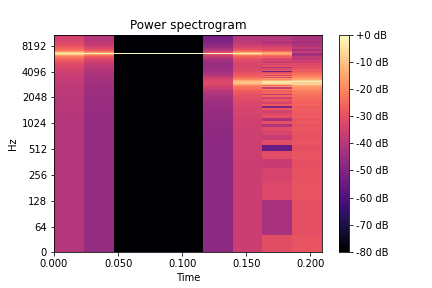 Power spectrogram
8192
4096
2048
1024
512
256
128
64
0
Hz
0.000 0.050 0.100 0.150 0.200
Time
+0 dB
-10 dB
-20 dB
-30 dB
-40 dB
-50 dB
-60 dB
-70 dB
-80 dB